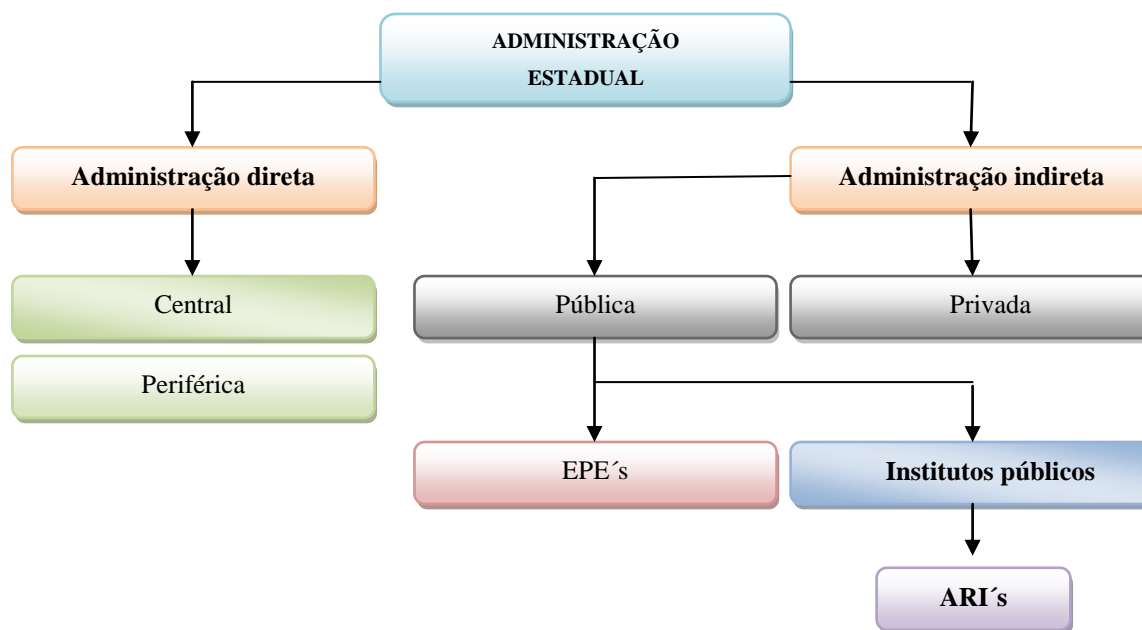 ADMINISTRAÇÃO
ESTADUAL
Administração direta
Administração indireta
Central
Pública
Privada
Periférica
EPE´s
Institutos públicos
ARI´s